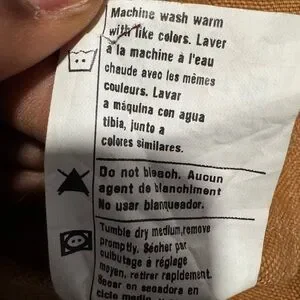 Machine wash warm
with like colors. Laver
à la machine à l'eau
chaude avec les mêmes
couleurs. Lavar
a máquina con agua
tibia, junto a
colores similares.
Do not bleach. Aucun
agent de blanchiment
No usar blanqueador.
Tumble dry medium,remove
promptly. Sécher par
culbutage à réglage
moyen, retirer rapidement.
Secar en secadora en
ciclo